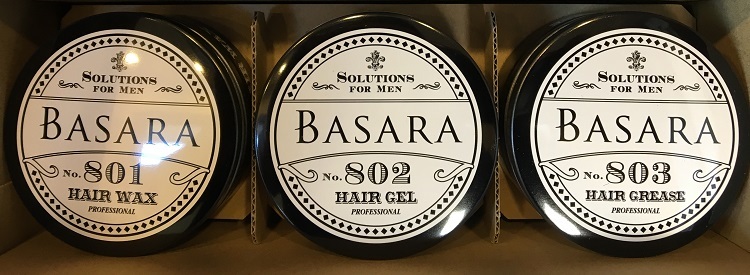 SOLUTIONS
FOR MEN
BASARA
No. 801
HAIR WAX
PROFESSIONAL
SOLUTIONS
FOR MEN
BASARA
No. 802
HAIR GEL
PROFESSIONAL
SOLUTIONS
FOR MEN
BASARA
No. 803
HAIR GREASE
PROFESSIONAL